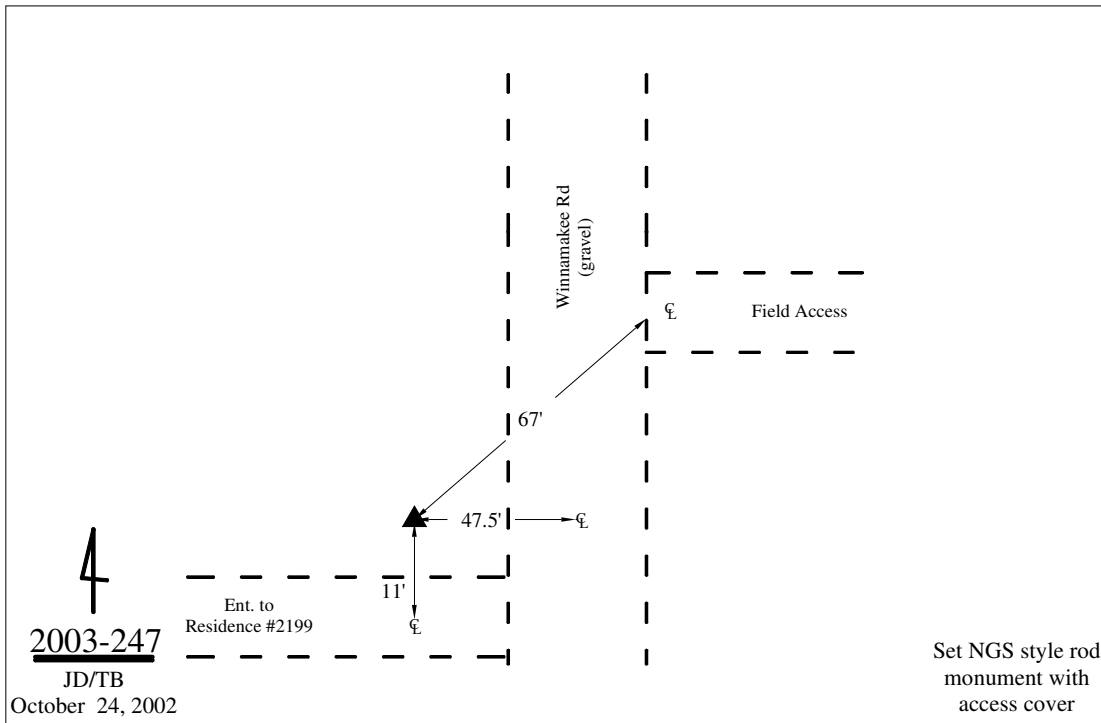 Winnamakee Rd
(gravel)
℄
Field Access
67'
47.5'
℄
11'
℄
Ent. to
Residence #2199
2003-247
JD/TB
October 24, 2002
Set NGS style rod
monument with
access cover